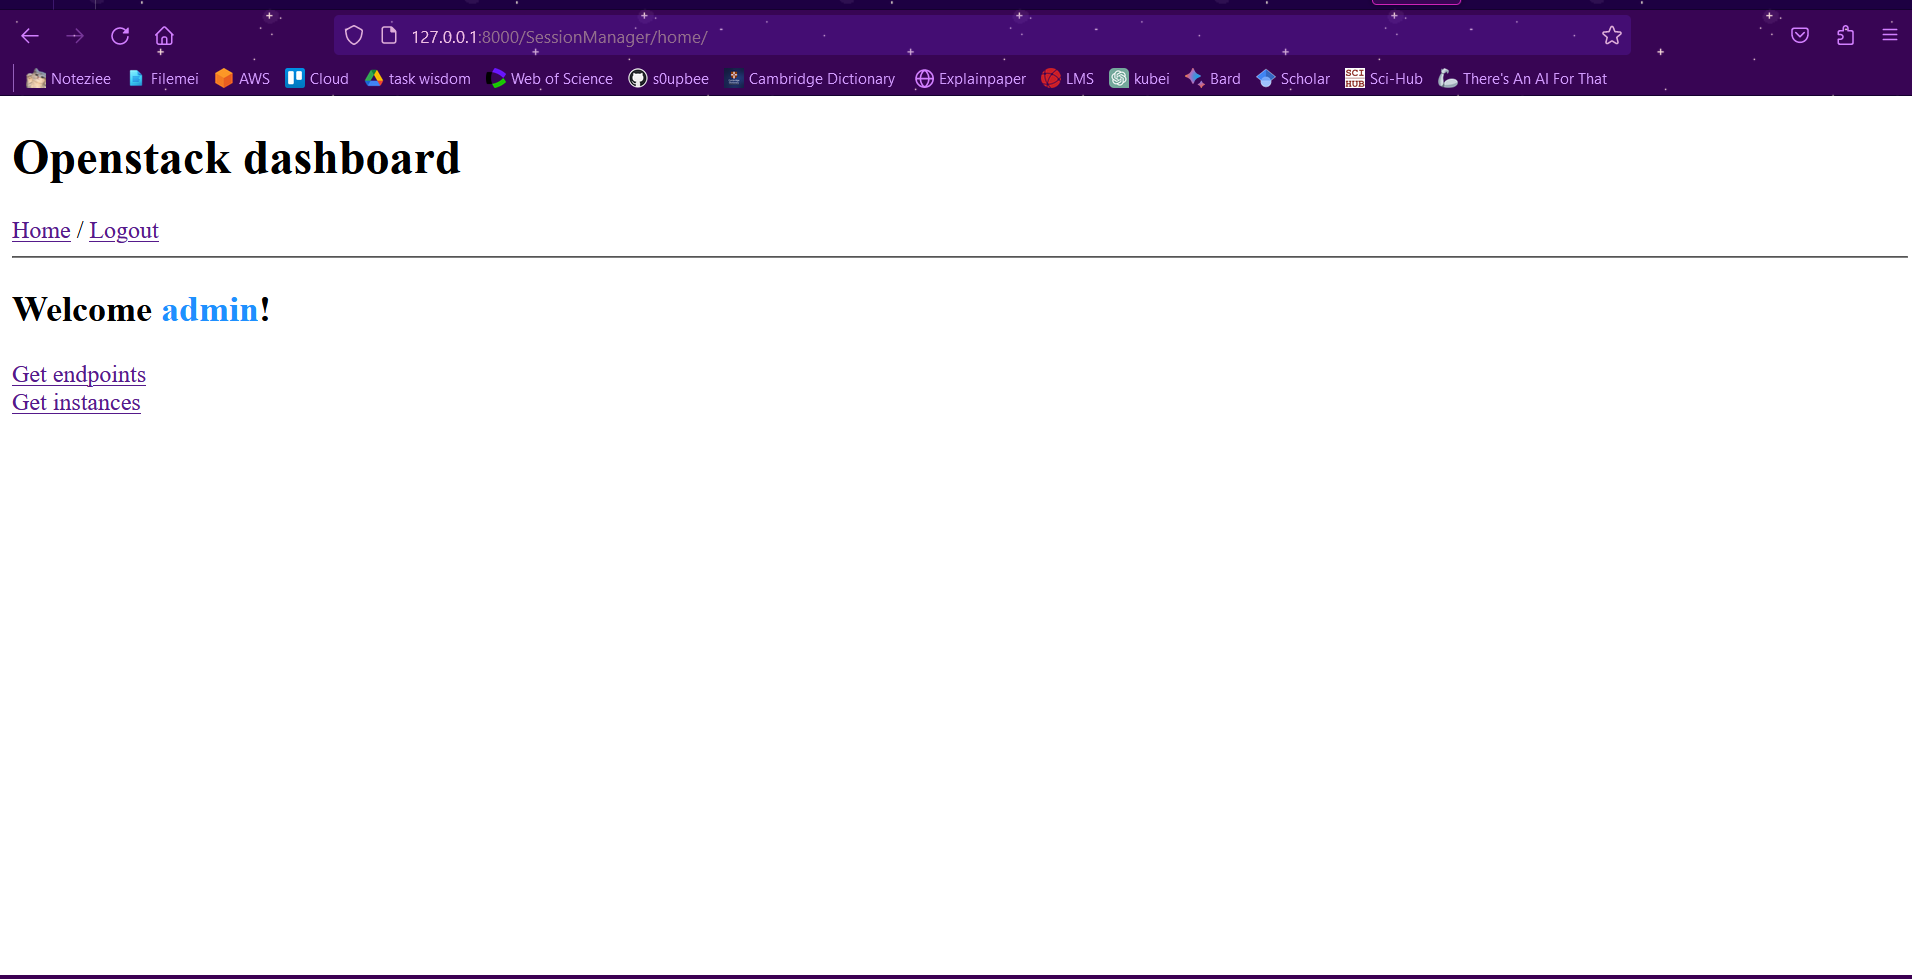 127.0.0.1:8000/SessionManager/home/
Noteziee Filemei AWS Cloud task wisdom Web of Science s0upbee Cambridge Dictionary Explainpaper LMS kubei Bard Scholar SCI HUB Sci-Hub There's An AI For That
Openstack dashboard
Home / Logout
Welcome admin!
Get endpoints
Get instances